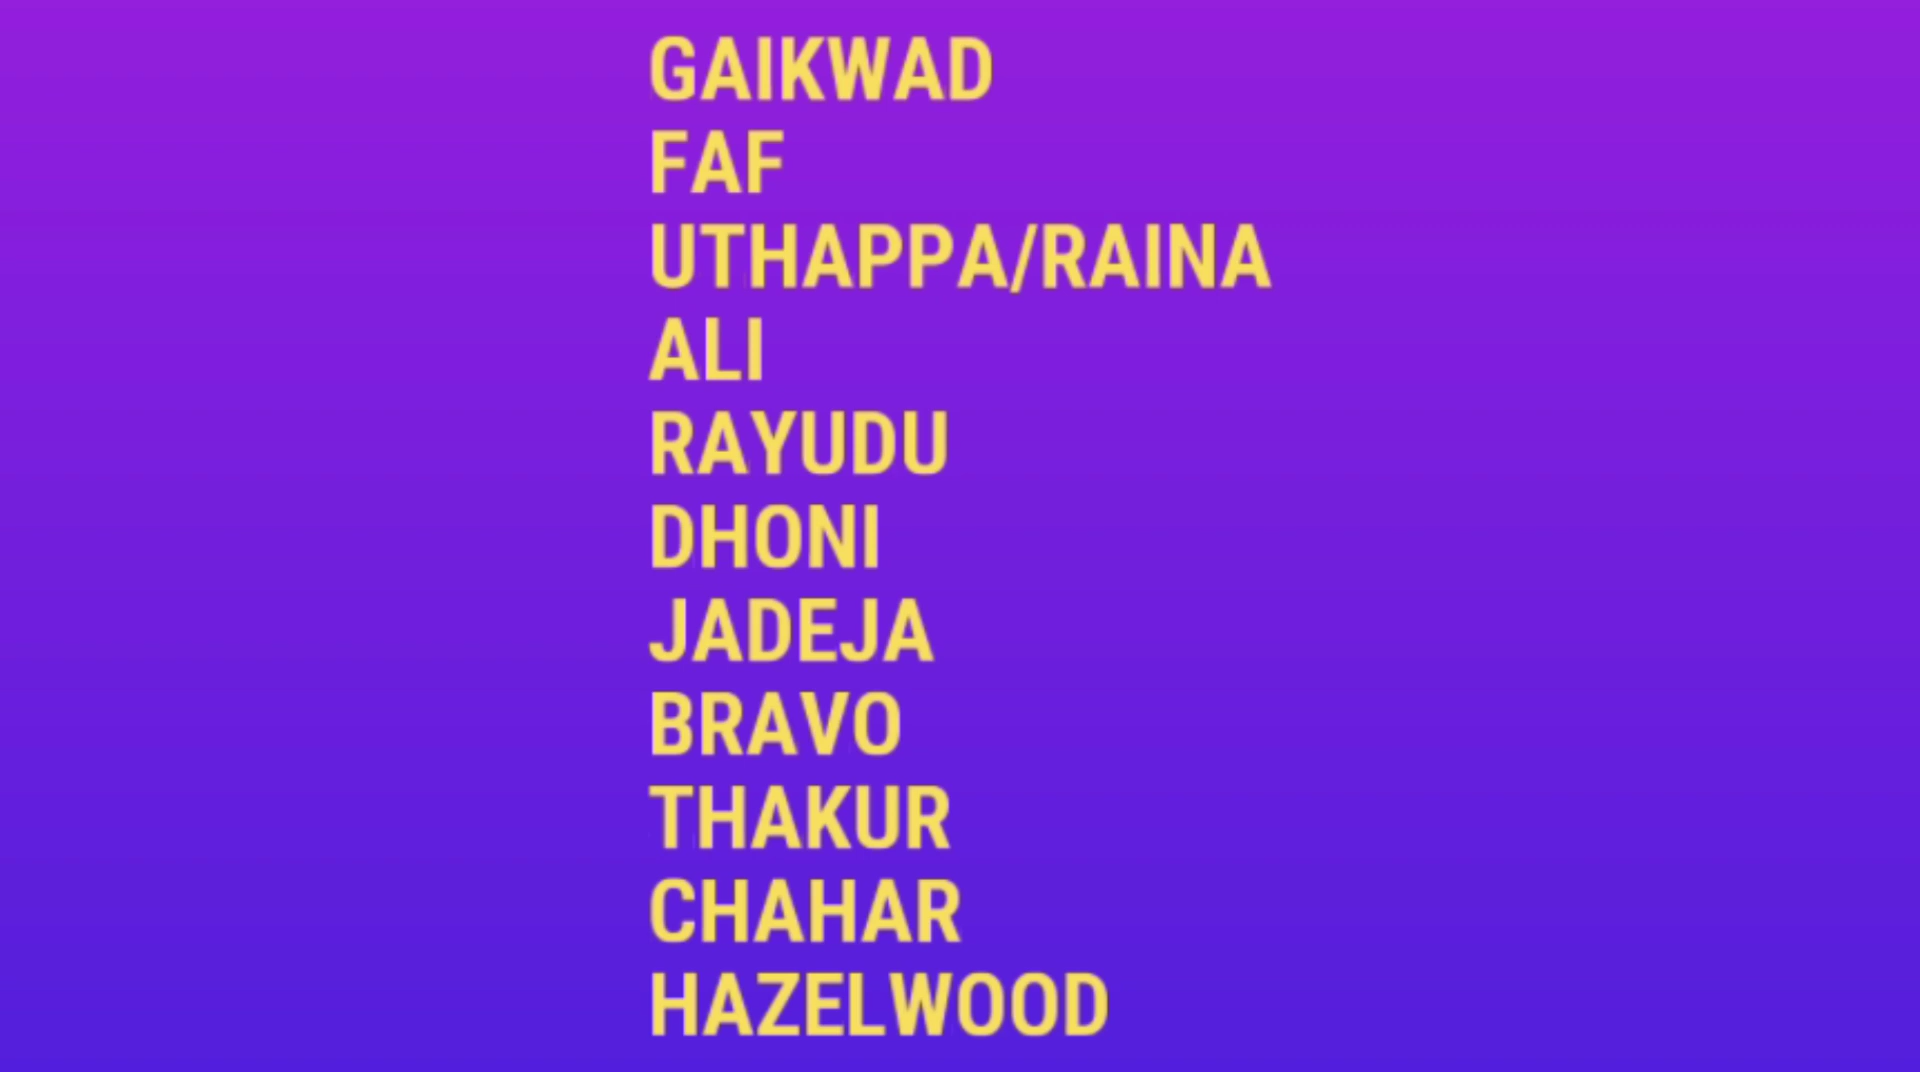 GAIKWAD
FAF
UTHAPPA/RAINA
ALI
RAYUDU
DHONI
JADEJA
BRAVO
THAKUR
CHAHAR
HAZELWOOD